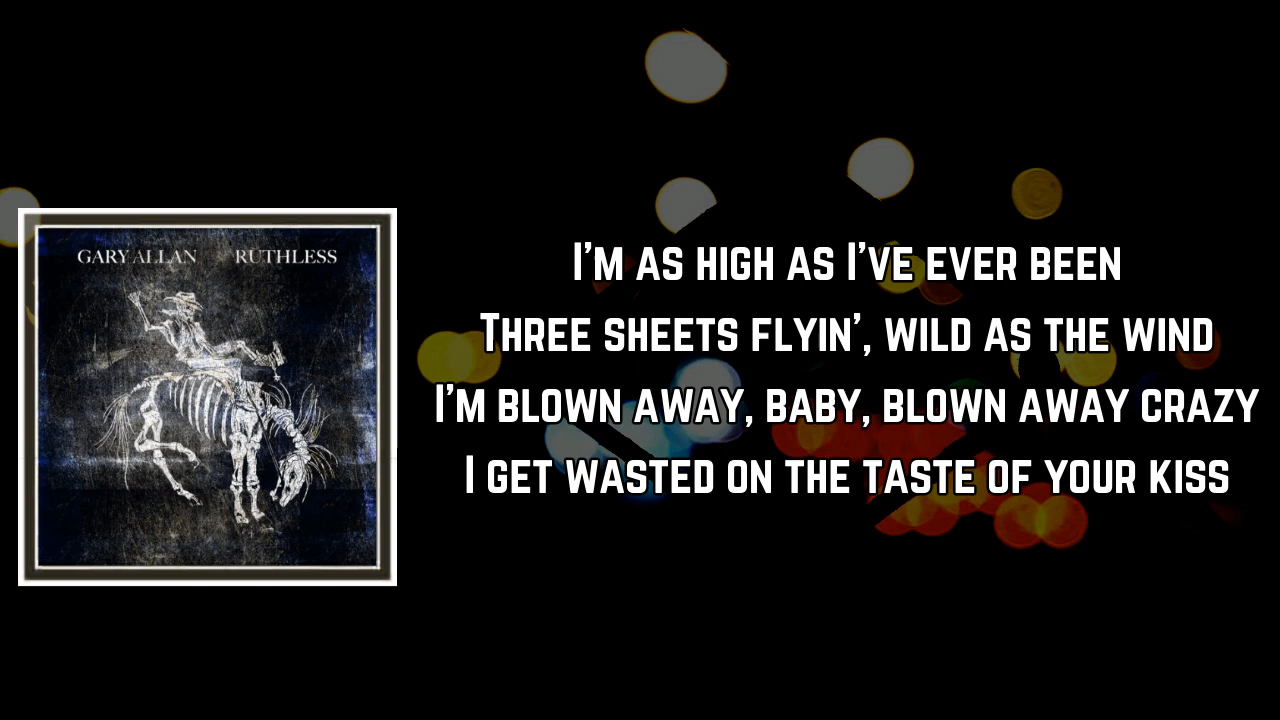 GARY ALLAN RUTHLESS
I'M AS HIGH AS I'VE EVER BEEN
THREE SHEETS FLYIN', WILD AS THE WIND
I'M BLOWN AWAY, BABY, BLOWN AWAY CRAZY
I GET WASTED ON THE TASTE OF YOUR KISS